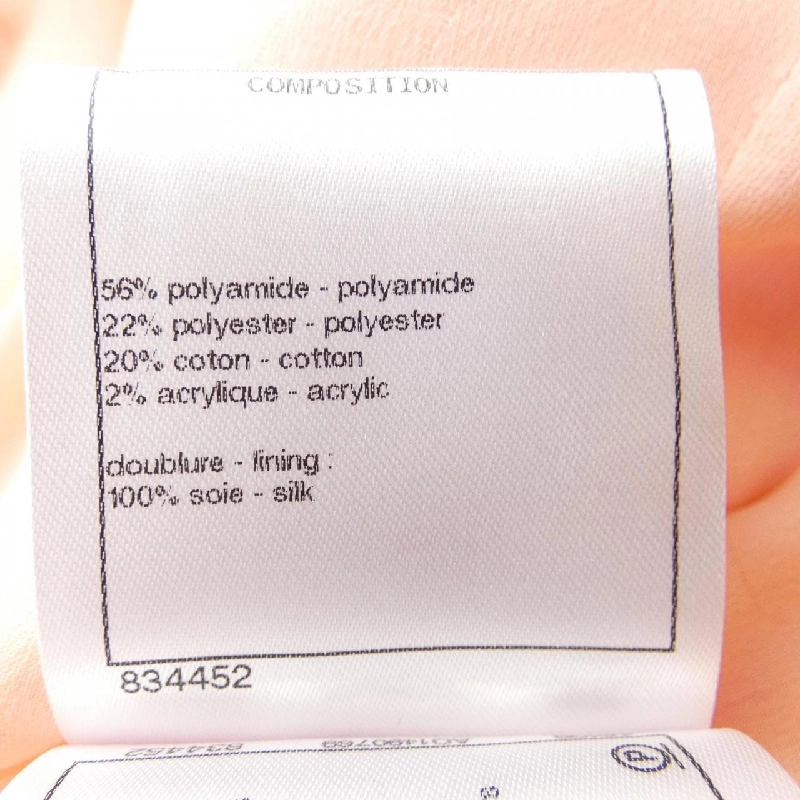 COMPOSITION
56% polyamide - polyamide
22% polyester - polyester
20% coton - cotton
2% acrylique - acrylic
doublure - lining :
100% soie - silk
834452
834452
P